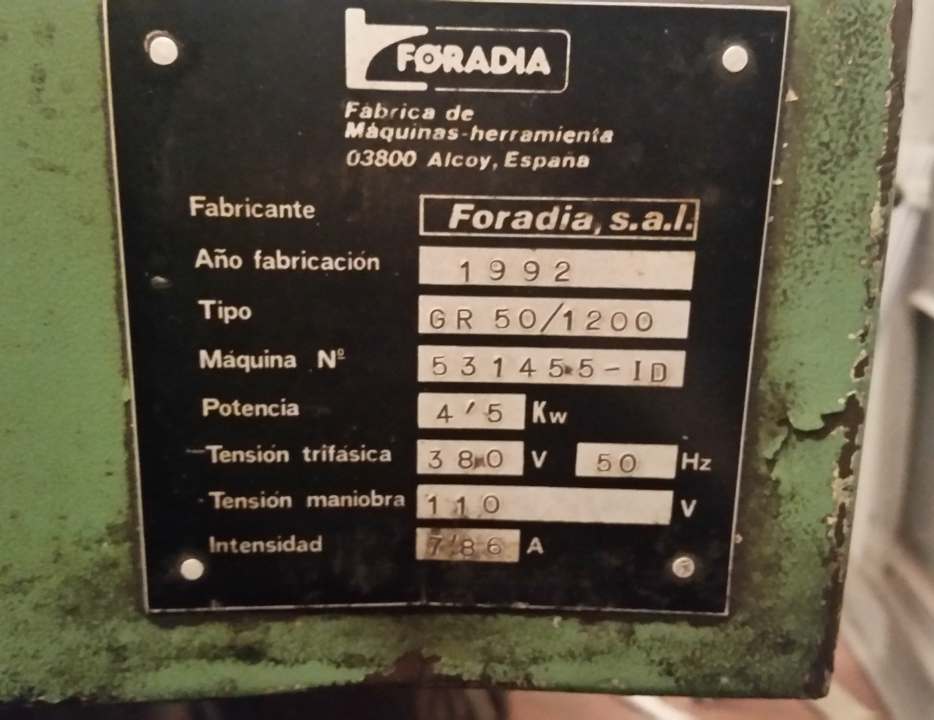 FORADIA
Fábrica de
Máquinas-herramienta
03800 Alcoy, España
Fabricante Foradia, s.a.l.
Año fabricación 1992
Tipo GR 50/1200
Máquina Nº 531455-ID
Potencia 4'5 Kw
Tensión trifásica 380 V 50 Hz
Tensión maniobra 110 V
Intensidad 7'86 A